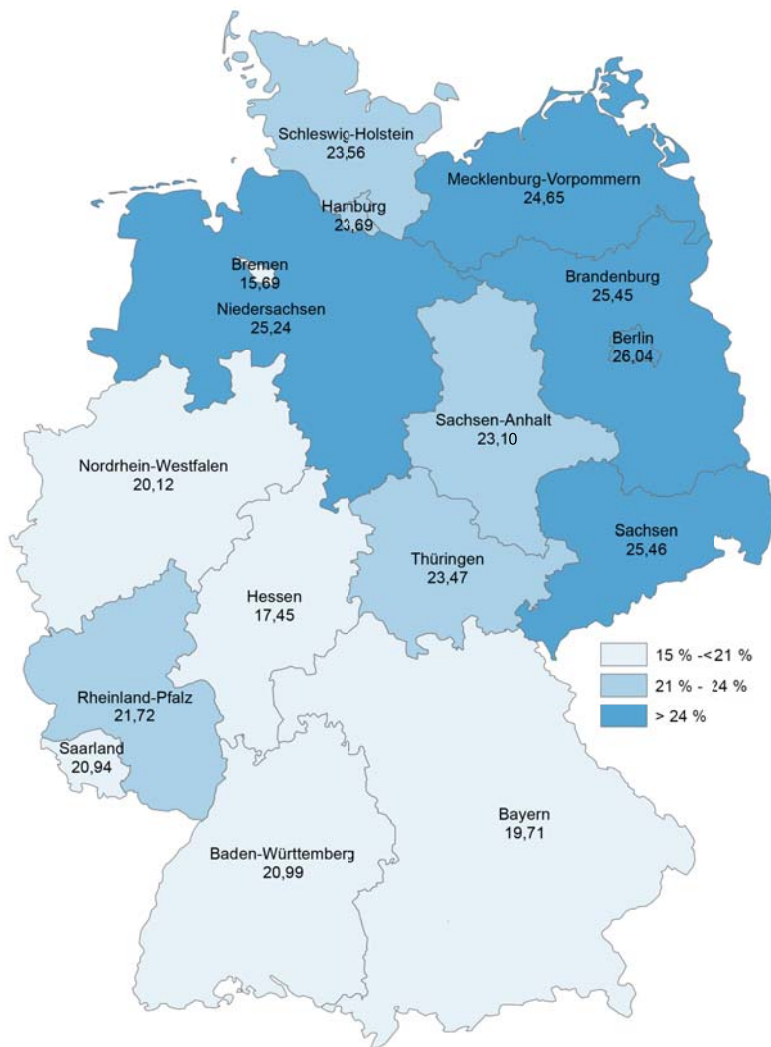 Schleswig-Holstein
23,56
Mecklenburg-Vorpommern
24,65
Hamburg
23,69
Bremen
15,69
Brandenburg
25,45
Niedersachsen
25,24
Berlin
26,04
Sachsen-Anhalt
23,10
Nordrhein-Westfalen
20,12
Sachsen
25,46
Thüringen
23,47
Hessen
17,45
15 % -<21 %
21 % - 24 %
> 24 %
Rheinland-Pfalz
21,72
Saarland
20,94
Bayern
19,71
Baden-Württemberg
20,99